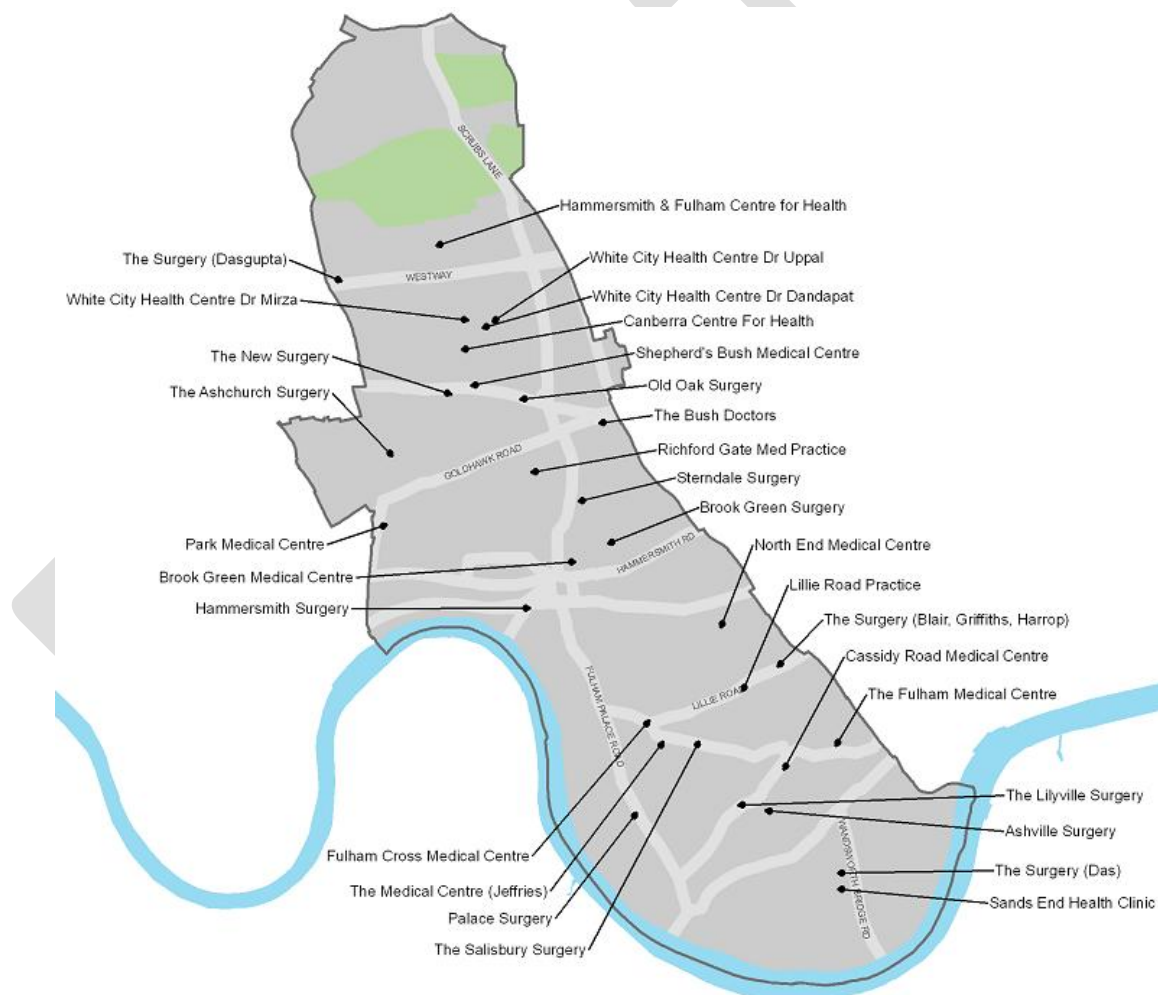 SCRUBS LANE
Hammersmith & Fulham Centre for Health
The Surgery (Dasgupta)
White City Health Centre Dr Uppal
WESTWAY
White City Health Centre Dr Mirza
White City Health Centre Dr Dandapat
Canberra Centre For Health
The New Surgery
Shepherd's Bush Medical Centre
The Ashchurch Surgery
Old Oak Surgery
The Bush Doctors
GOLDHAWK ROAD
Richford Gate Med Practice
Sterndale Surgery
Brook Green Surgery
Park Medical Centre
North End Medical Centre
HAMMERSMITH RD
Brook Green Medical Centre
Lillie Road Practice
Hammersmith Surgery
The Surgery (Blair, Griffiths, Harrop)
Cassidy Road Medical Centre
FULHAM PALACE ROAD
LILLIE ROAD
The Fulham Medical Centre
The Lilyville Surgery
Ashville Surgery
Fulham Cross Medical Centre
WANDSWORTH BRIDGE RD
The Surgery (Das)
The Medical Centre (Jeffries)
Sands End Health Clinic
Palace Surgery
The Salisbury Surgery